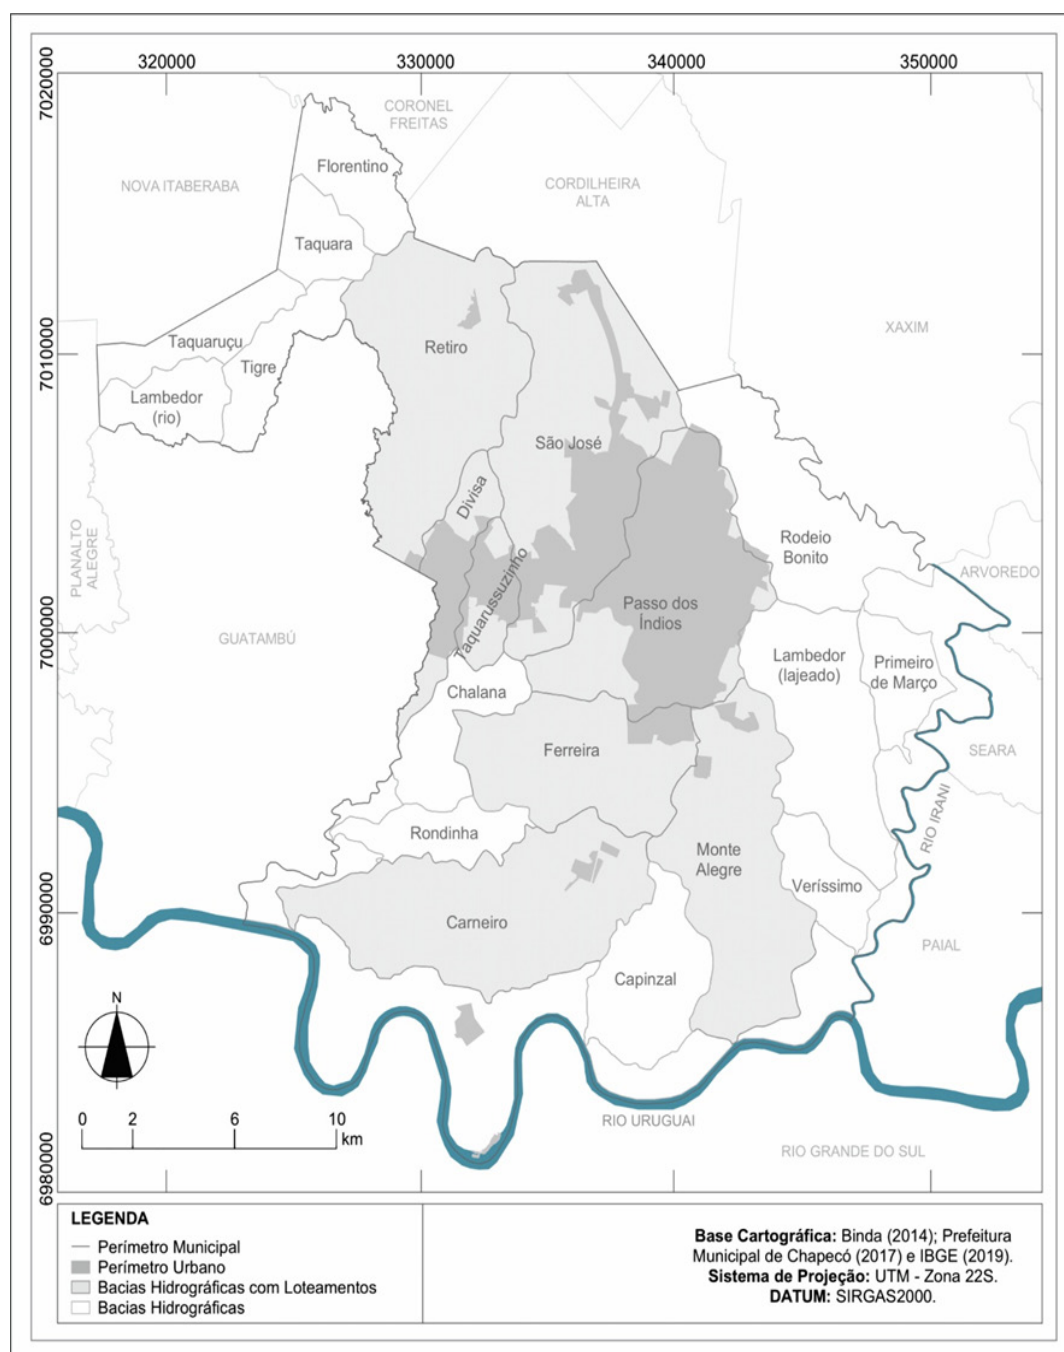 320000
330000
340000
350000
7020000
7010000
7000000
6990000
6980000
CORONEL
FREITAS
Florentino
NOVA ITABERABA
CORDILHEIRA
ALTA
Taquara
XAXIM
Taquaruçu
Retiro
Tigre
Lambedor
(rio)
São José
Divisa
Rodeio
Bonito
PLANALTO
ALEGRE
ARVOREDO
Taquarussuzinho
Passo dos
Índios
GUATAMBÚ
Lambedor
(lajeado)
Primeiro
de Março
Chalana
Ferreira
SEARA
RIO IRANI
Rondinha
Monte
Alegre
Veríssimo
Carneiro
PAIAL
Capinzal
N
0
2
6
10
km
RIO URUGUAI
RIO GRANDE DO SUL
LEGENDA
Perímetro Municipal
Perímetro Urbano
Bacias Hidrográficas com Loteamentos
Bacias Hidrográficas
Base Cartográfica: Binda (2014); Prefeitura
Municipal de Chapecó (2017) e IBGE (2019).
Sistema de Projeção: UTM - Zona 22S.
DATUM: SIRGAS2000.